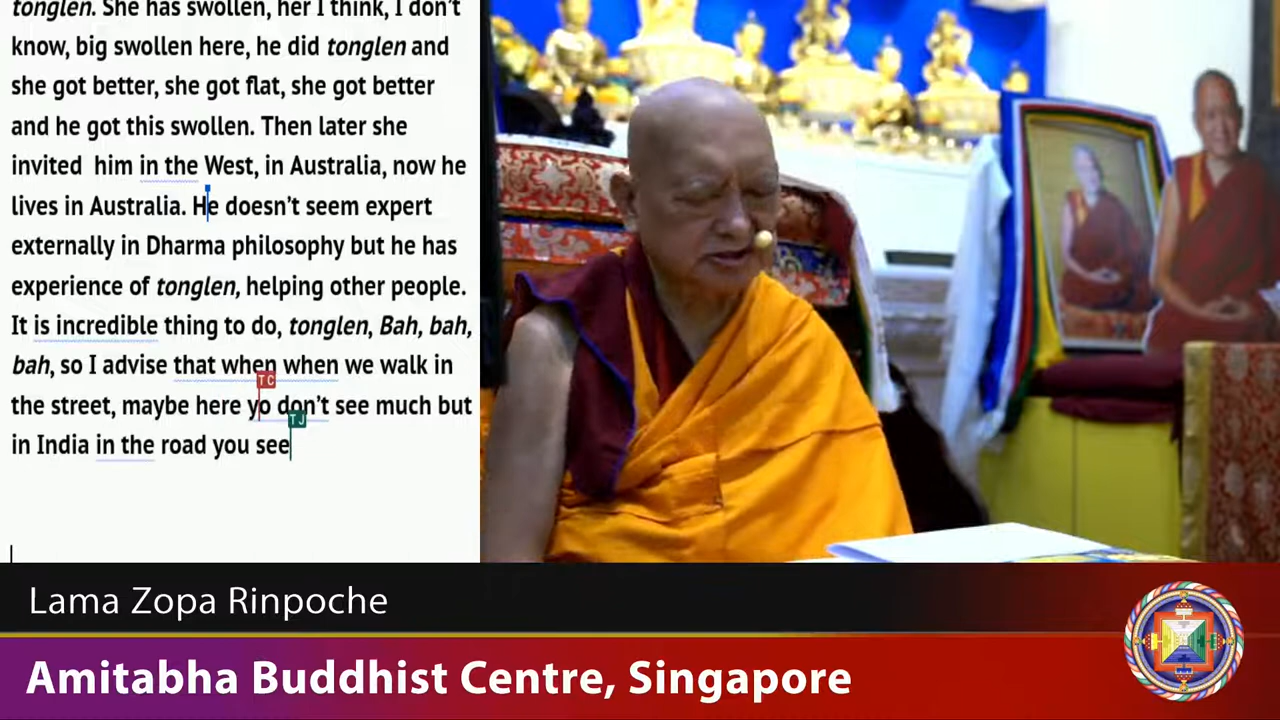 tonglen. She has swollen, her I think, I don't
know, big swollen here, he did tonglen and
she got better, she got flat, she got better
and he got this swollen. Then later she
invited  him in the West, in Australia, now he
lives in Australia. He doesn't seem expert
externally in Dharma philosophy but he has
experience of tonglen, helping other people.
It is incredible thing to do, tonglen, Bah, bah,
bah, so I advise that when when we walk in
TC
the street, maybe here yo don't see much but
TJ
in India in the road you see
Lama Zopa Rinpoche
Amitabha Buddhist Centre, Singapore